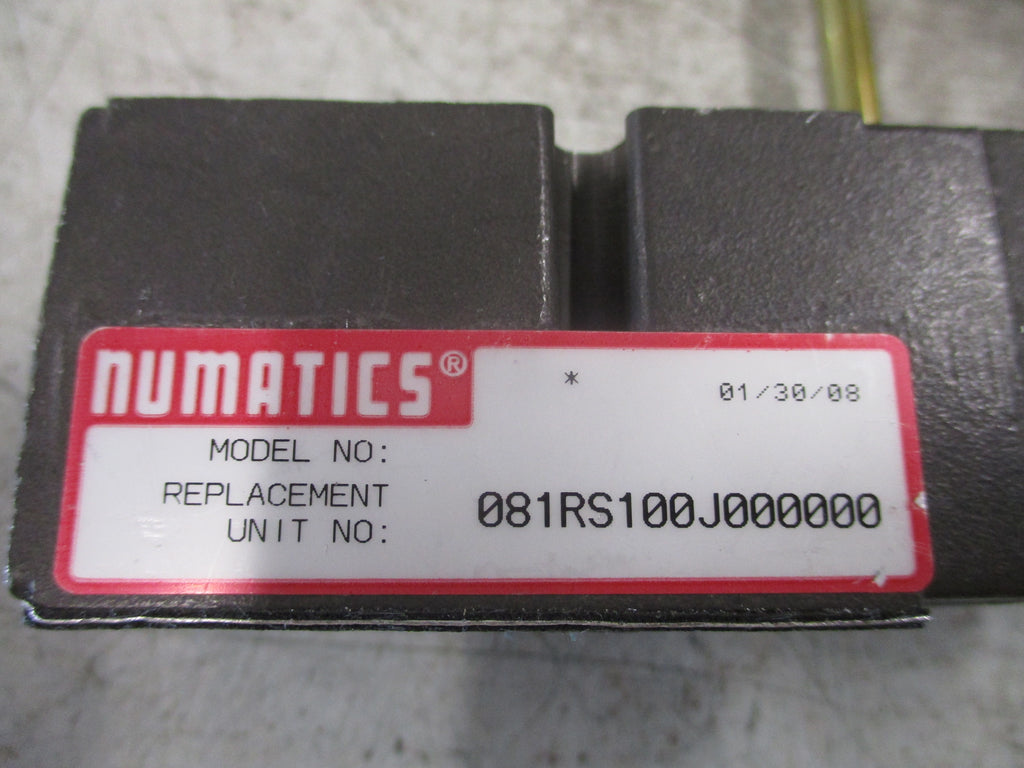 NUMATICS®
* 01/30/08
MODEL NO:
REPLACEMENT
UNIT NO: 081RS100J000000